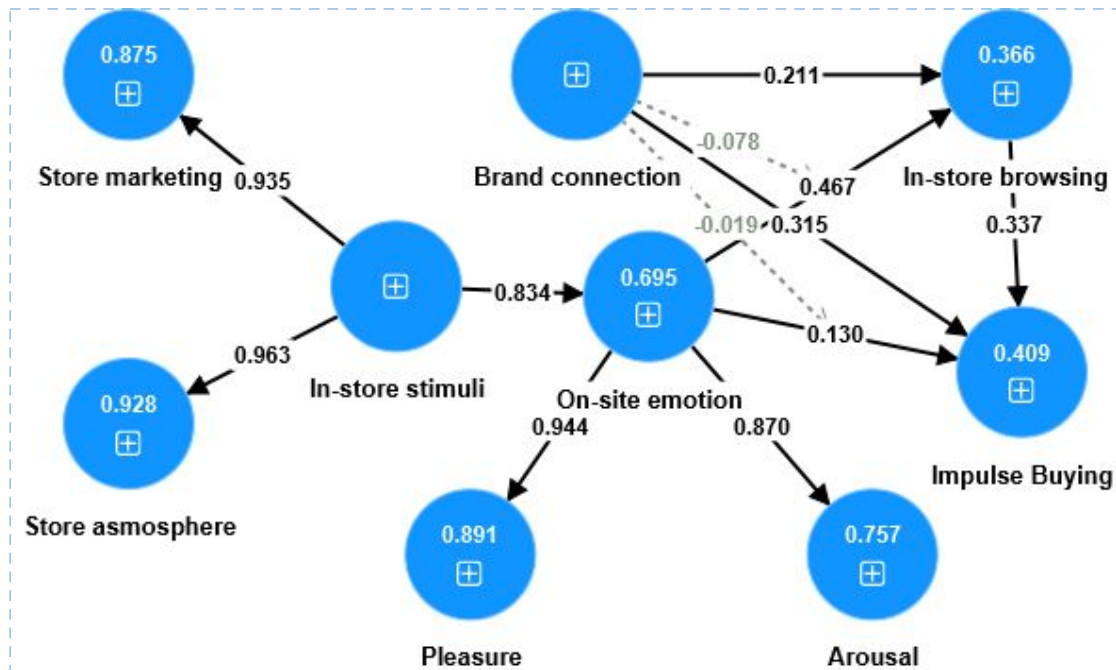 0.875
0.366
0.211
-0.078
Store marketing
0.935
Brand connection
0.467
In-store browsing
-0.019
0.315
0.337
0.695
0.834
0.130
0.963
0.409
0.928
In-store stimuli
On-site emotion
0.944
0.870
Impulse Buying
Store asmosphere
0.891
0.757
Pleasure
Arousal